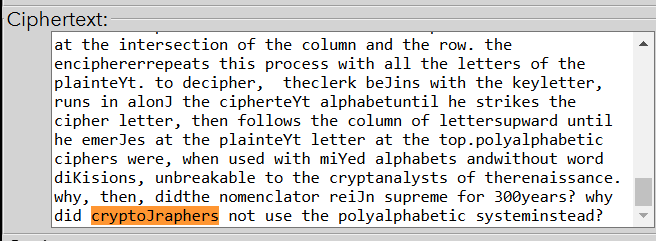 Ciphertext:
at the intersection of the column and the row. the
enciphererrepeats this process with all the letters of the
plainteYt. to decipher,  theclerk beJins with the keyletter,
runs in alonJ the cipherteYt alphabetuntil he strikes the
cipher letter, then follows the column of lettersupward until
he emerJes at the plainteYt letter at the top.polyalphabetic
ciphers were, when used with miYed alphabets andwithout word
diKisions, unbreakable to the cryptanalysts of therenaissance.
why, then, didthe nomenclator reiJn supreme for 300years? why
did cryptoJraphers not use the polyalphabetic systeminstead?